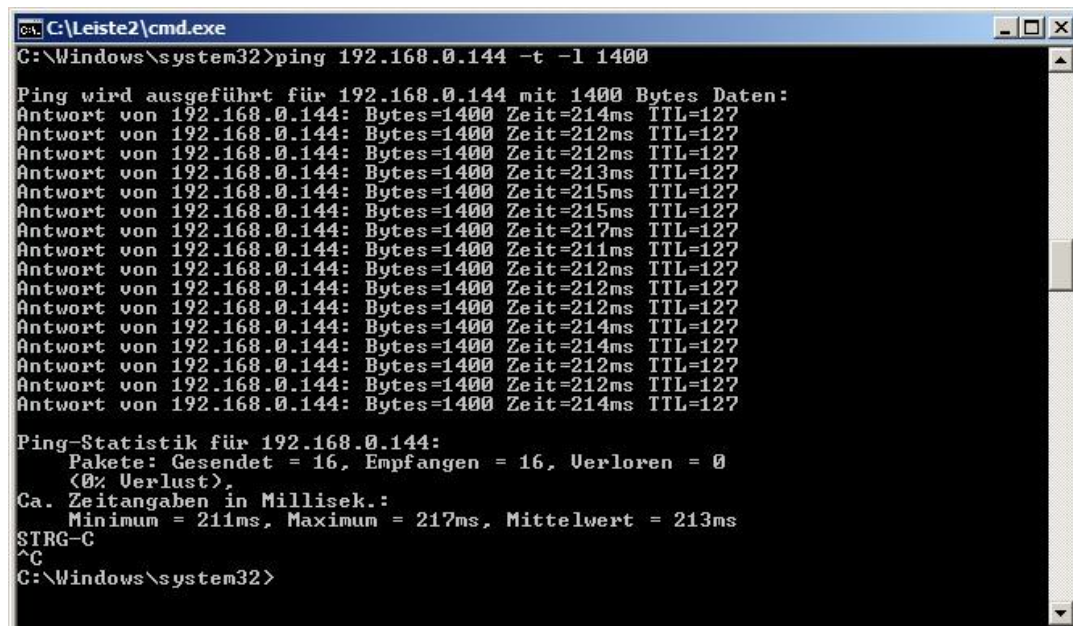 C:\Leiste2\cmd.exe
C:\Windows\system32>ping 192.168.0.144 -t -l 1400
Ping wird ausgeführt für 192.168.0.144 mit 1400 Bytes Daten:
Antwort von 192.168.0.144: Bytes=1400 Zeit=214ms TTL=127
Antwort von 192.168.0.144: Bytes=1400 Zeit=212ms TTL=127
Antwort von 192.168.0.144: Bytes=1400 Zeit=212ms TTL=127
Antwort von 192.168.0.144: Bytes=1400 Zeit=213ms TTL=127
Antwort von 192.168.0.144: Bytes=1400 Zeit=215ms TTL=127
Antwort von 192.168.0.144: Bytes=1400 Zeit=215ms TTL=127
Antwort von 192.168.0.144: Bytes=1400 Zeit=217ms TTL=127
Antwort von 192.168.0.144: Bytes=1400 Zeit=211ms TTL=127
Antwort von 192.168.0.144: Bytes=1400 Zeit=212ms TTL=127
Antwort von 192.168.0.144: Bytes=1400 Zeit=212ms TTL=127
Antwort von 192.168.0.144: Bytes=1400 Zeit=212ms TTL=127
Antwort von 192.168.0.144: Bytes=1400 Zeit=214ms TTL=127
Antwort von 192.168.0.144: Bytes=1400 Zeit=214ms TTL=127
Antwort von 192.168.0.144: Bytes=1400 Zeit=212ms TTL=127
Antwort von 192.168.0.144: Bytes=1400 Zeit=212ms TTL=127
Antwort von 192.168.0.144: Bytes=1400 Zeit=214ms TTL=127
Ping-Statistik für 192.168.0.144:
Pakete: Gesendet = 16, Empfangen = 16, Verloren = 0
(0% Verlust),
Ca. Zeitangaben in Millisek.:
Minimum = 211ms, Maximum = 217ms, Mittelwert = 213ms
STRG-C
^C
C:\Windows\system32>